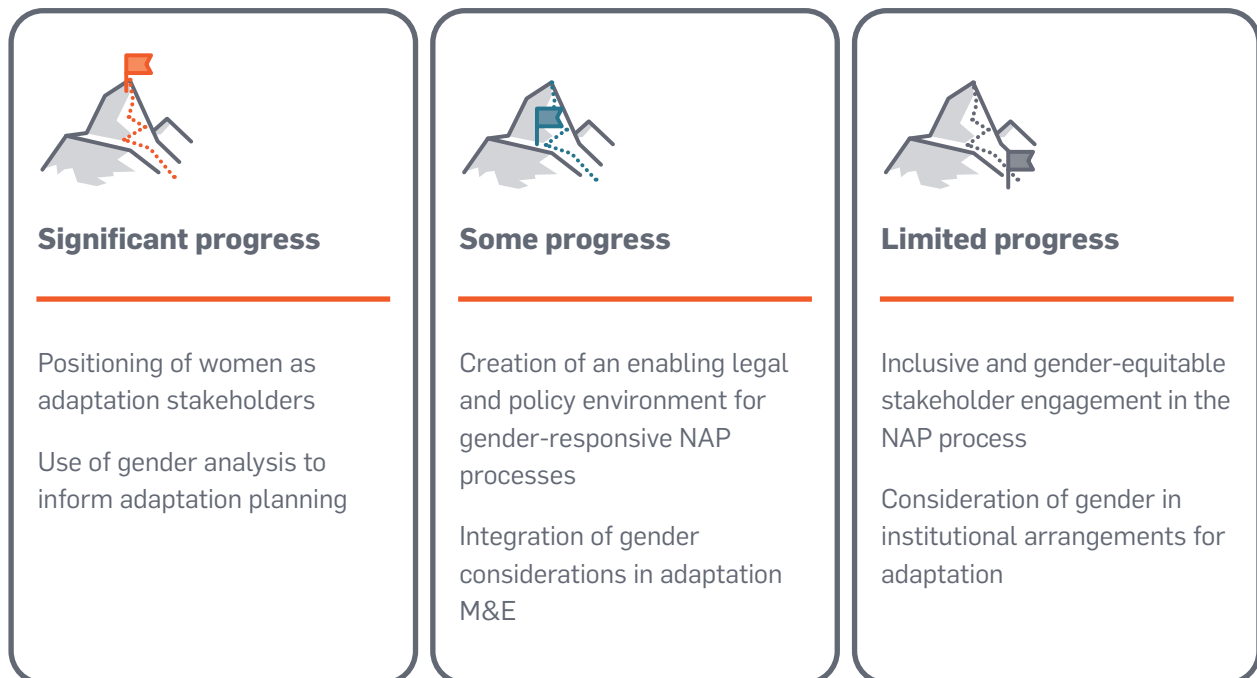 Significant progress
Positioning of women as
adaptation stakeholders
Use of gender analysis to
inform adaptation planning
Some progress
Creation of an enabling legal
and policy environment for
gender-responsive NAP
processes
Integration of gender
considerations in adaptation
M&E
Limited progress
Inclusive and gender-equitable
stakeholder engagement in the
NAP process
Consideration of gender in
institutional arrangements for
adaptation